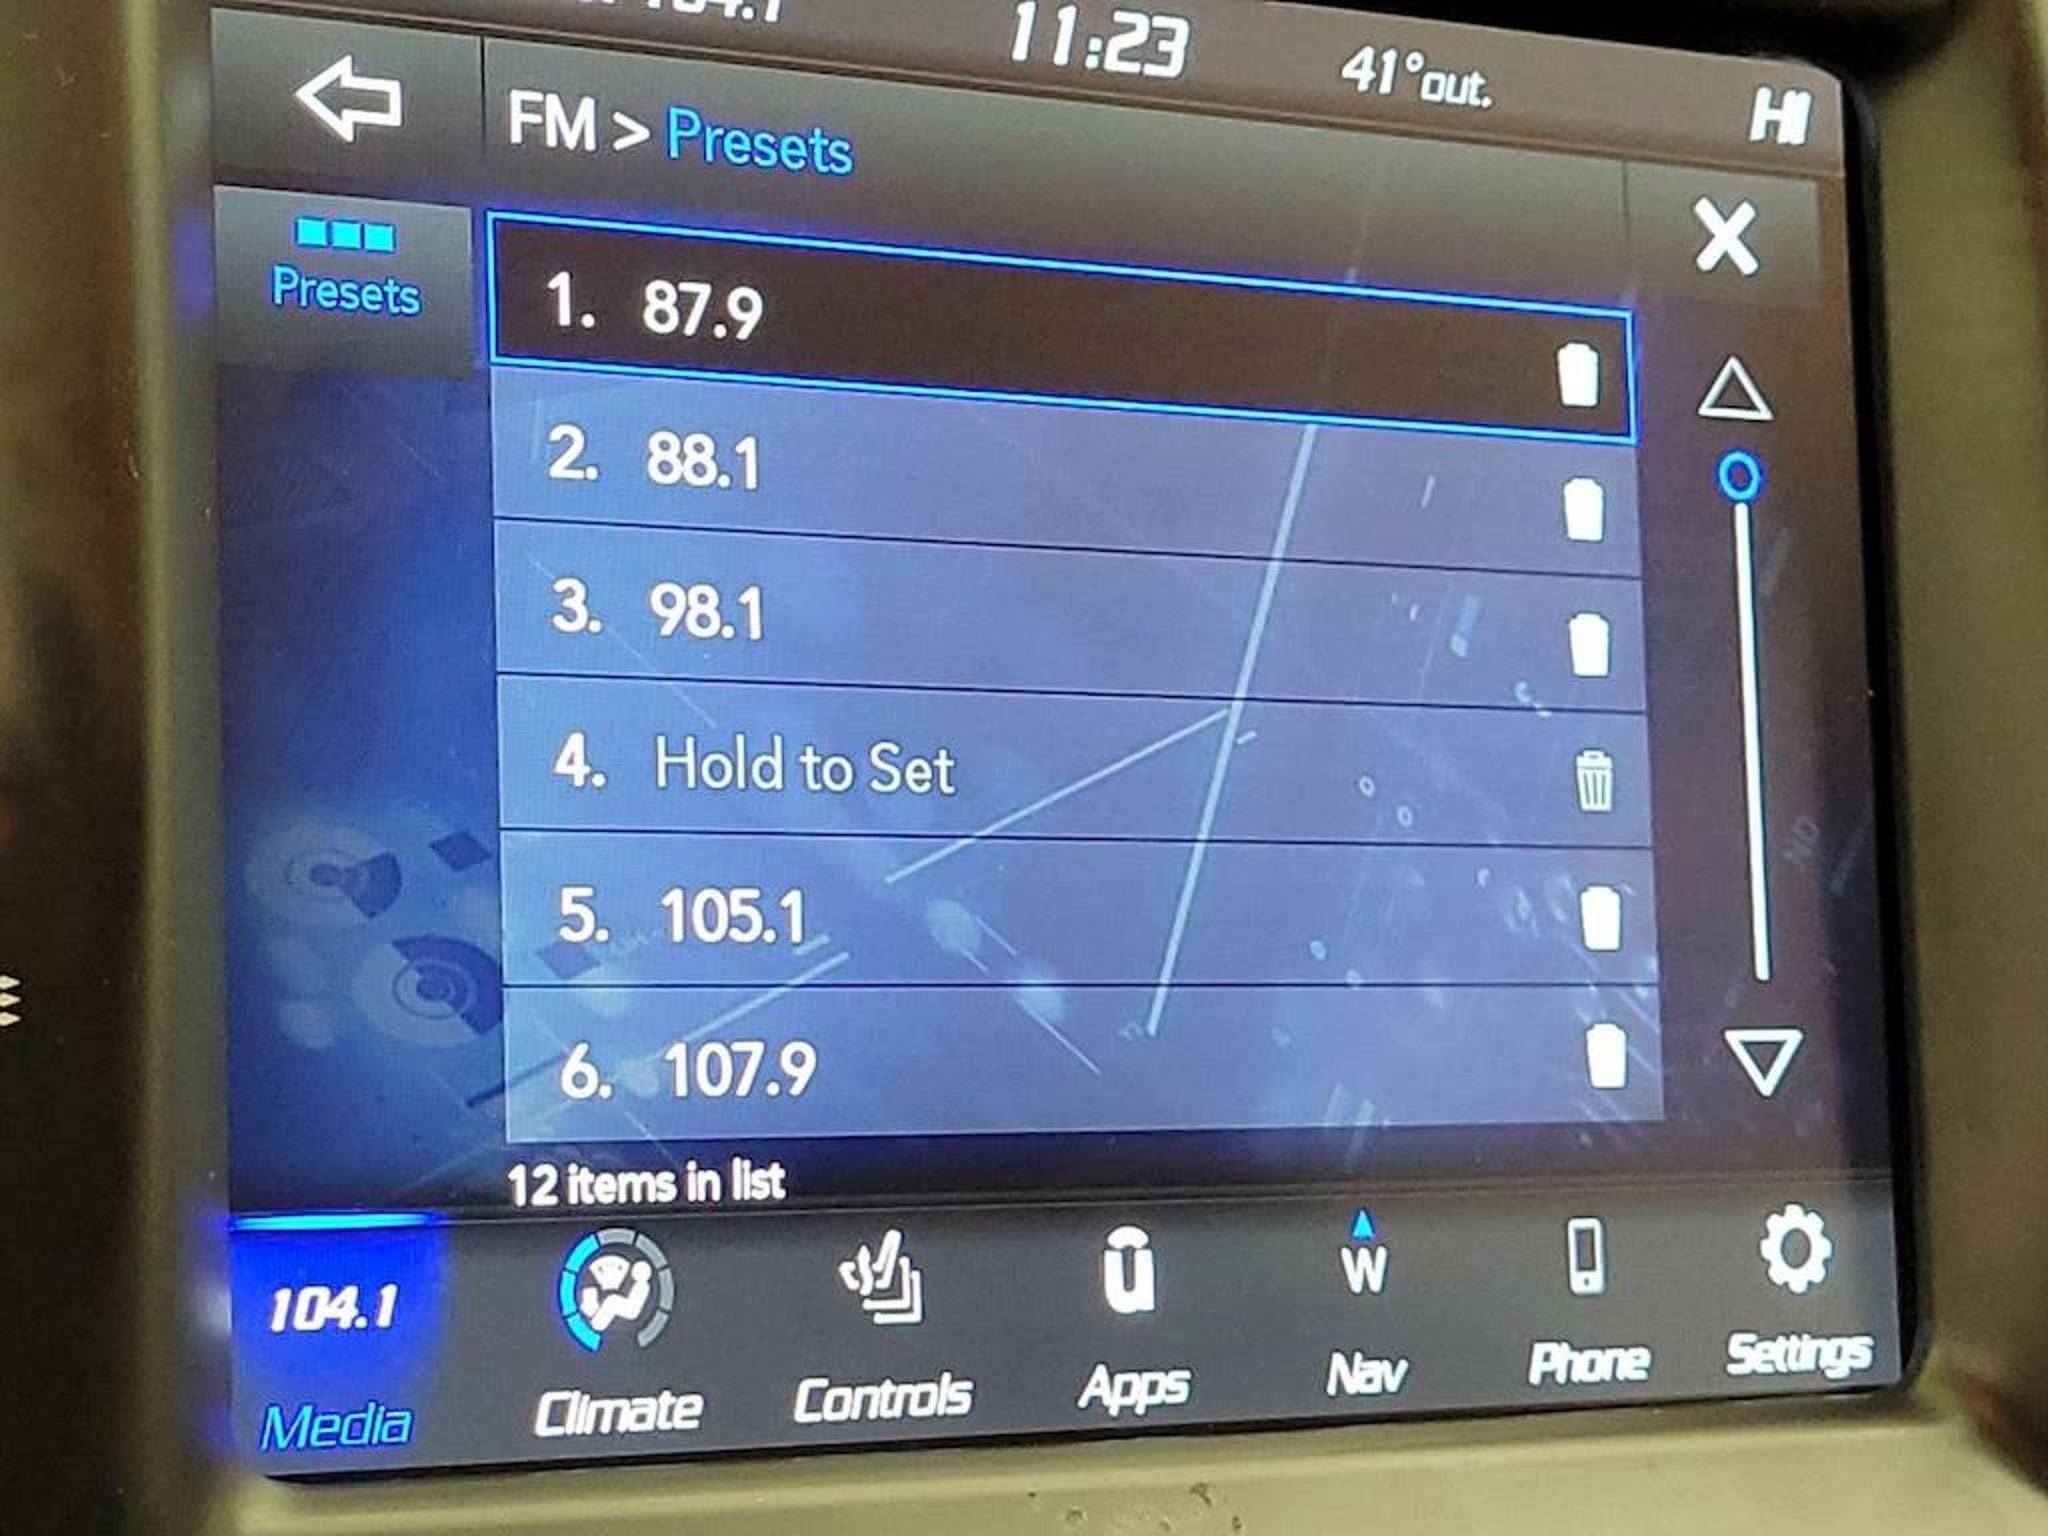 104.1 11:23 41°out. HI
FM > Presets
Presets
1. 87.9
2. 88.1
3. 98.1
4. Hold to Set
5. 105.1
6. 107.9
12 items in list
104.1 W
Media Climate Controls Apps Nav Phone Settings